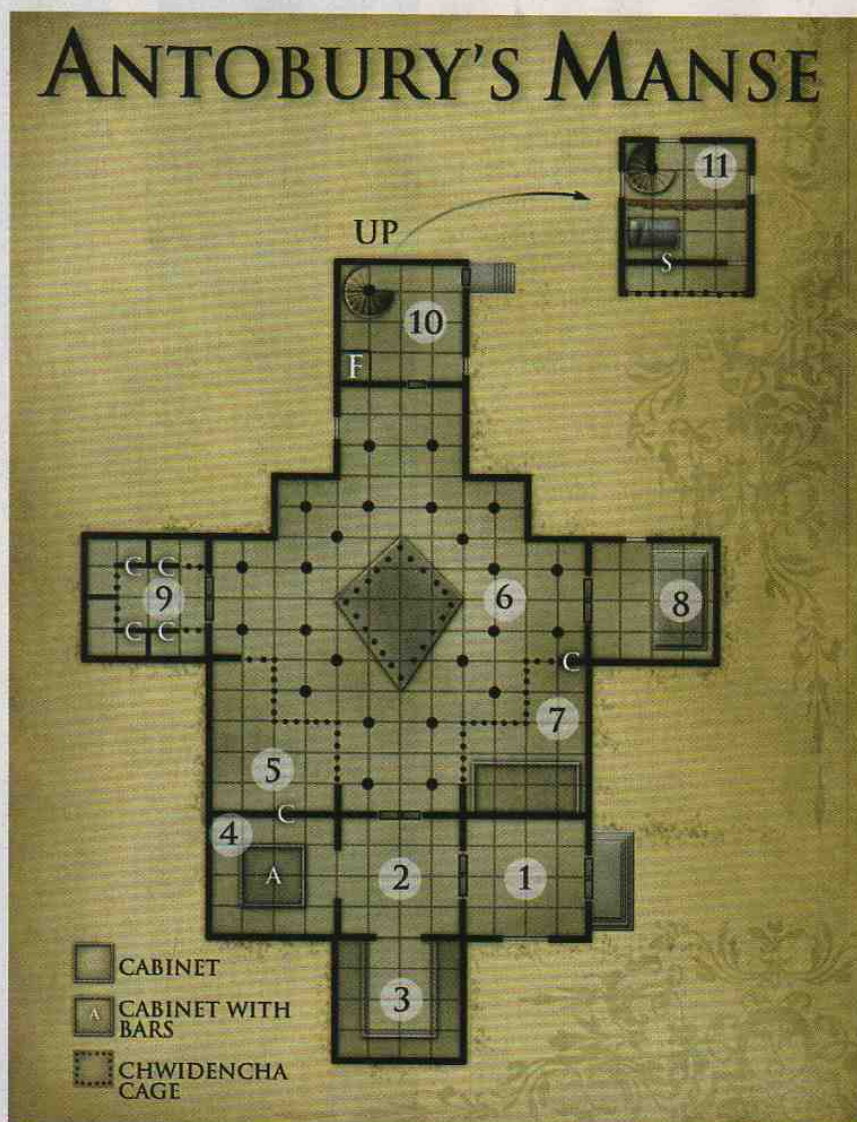 ANTOBURY'S MANSE
11
UP
S
10
F
C C
6
9
8
C C
C
7
5
C
4
A
2
1
CABINET
3
A CABINET WITH
BARS
CHWIDENCHA
CAGE